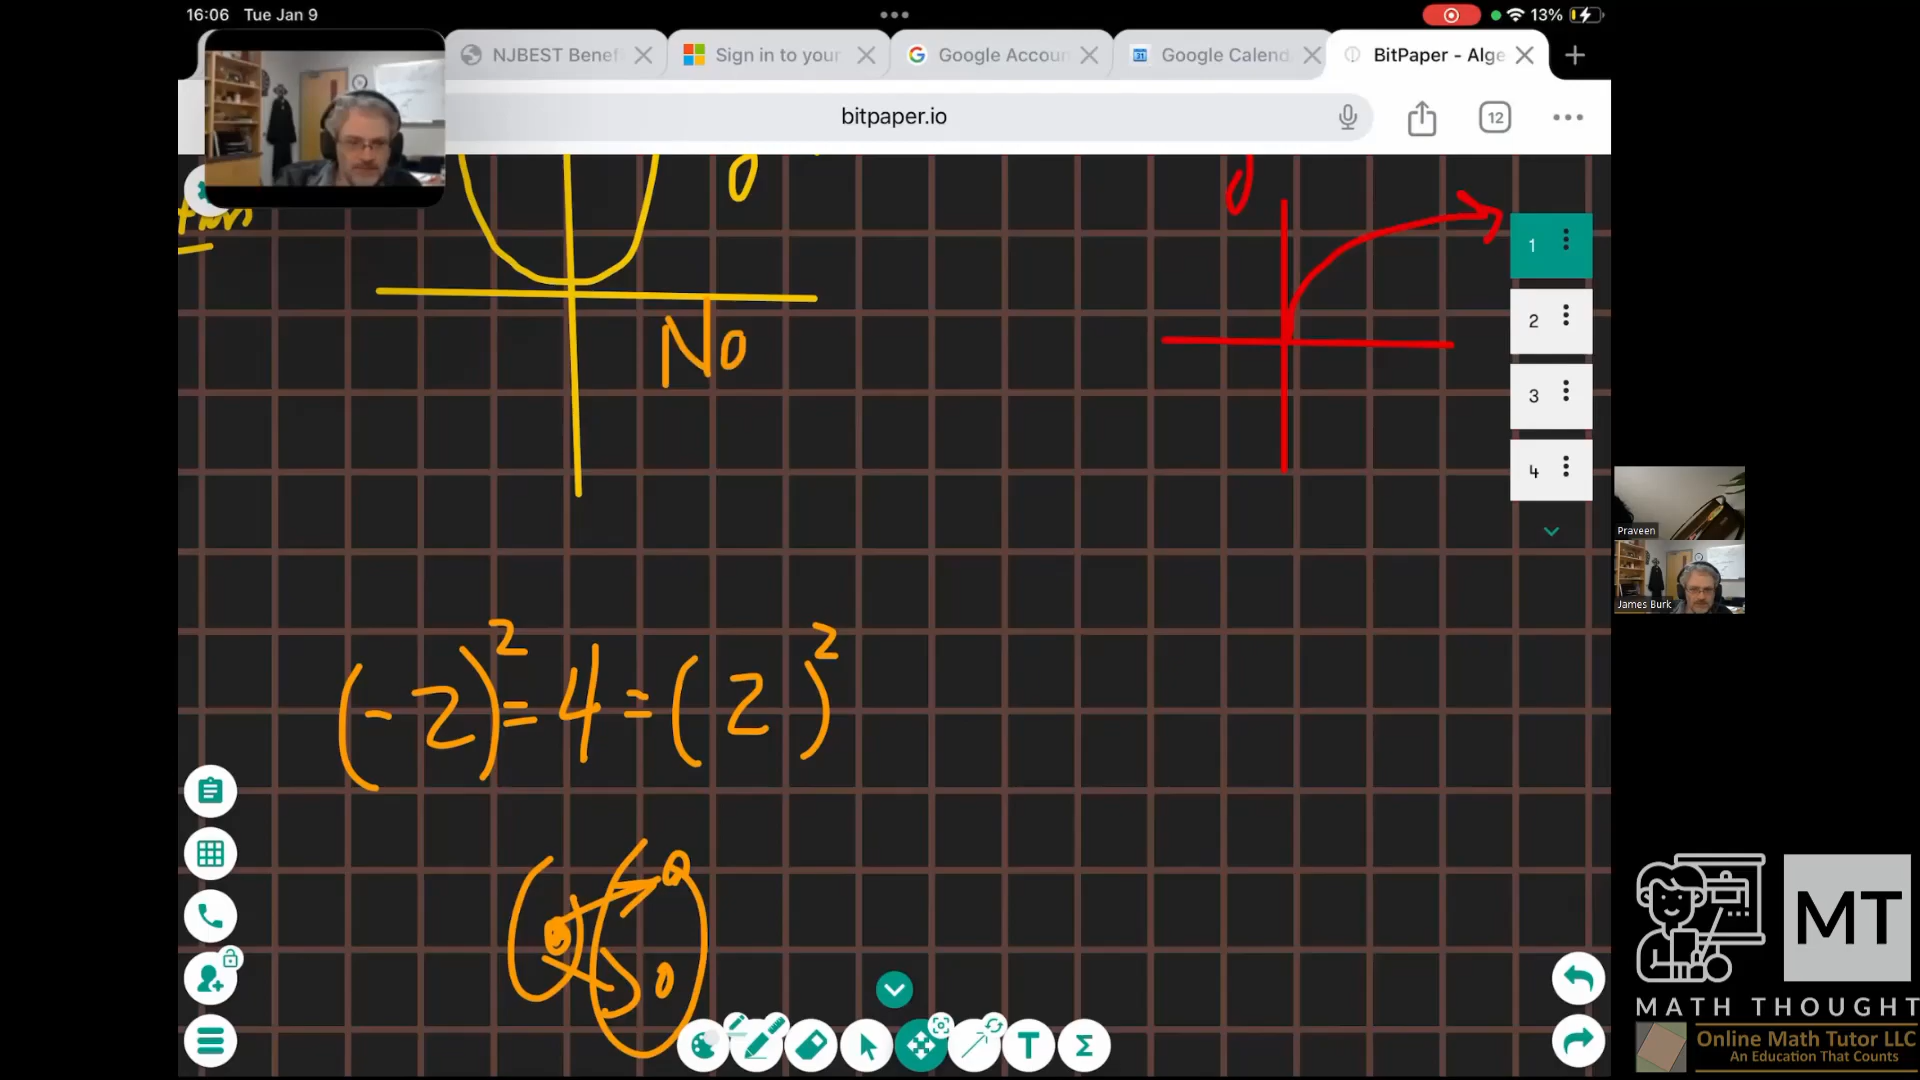 16:06 Tue Jan 9
13%
NJBEST Benef
Sign in to your
Google Accoun
Google Calend
BitPaper - Alge
bitpaper.io
12
No
1
2
3
4
(-2)² = 4 = (2)²
Praveen
James Burk
T
Σ
MT
MATH THOUGHT
Online Math Tutor LLC
An Education That Counts